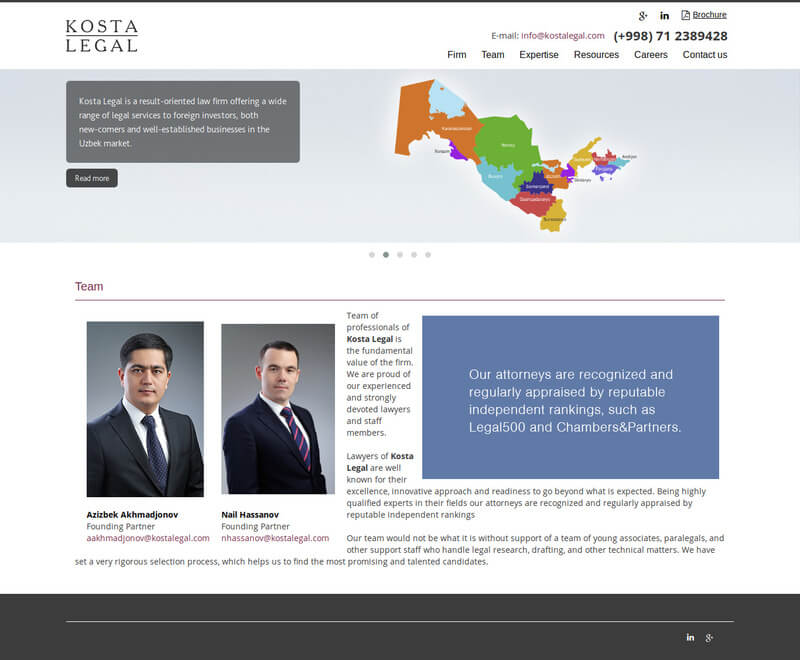 KOSTA
LEGAL
Brochure
E-mail: info@kostalegal.com (+998) 71 2389428
Firm Team Expertise Resources Careers Contact us
Kosta Legal is a result-oriented law firm offering a wide
range of legal services to foreign investors, both
new-comers and well-established businesses in the
Uzbek market.
Read more
Team
Team of
professionals of
Kosta Legal is
the fundamental
value of the firm.
We are proud of
our experienced
and strongly
devoted lawyers
and staff
members.
Our attorneys are recognized and
regularly appraised by reputable
independent rankings, such as
Legal500 and Chambers&Partners.
Lawyers of Kosta
Legal are well
known for their
excellence, innovative approach and readiness to go beyond what is expected. Being highly
qualified experts in their fields our attorneys are recognized and regularly appraised by
reputable independent rankings
Azizbek Akhmadjonov
Founding Partner
aakhmadjonov@kostalegal.com
Nail Hassanov
Founding Partner
nhassanov@kostalegal.com
Our team would not be what it is without support of a team of young associates, paralegals, and
other support staff who handle legal research, drafting, and other technical matters. We have
set a very rigorous selection process, which helps us to find the most promising and talented candidates.